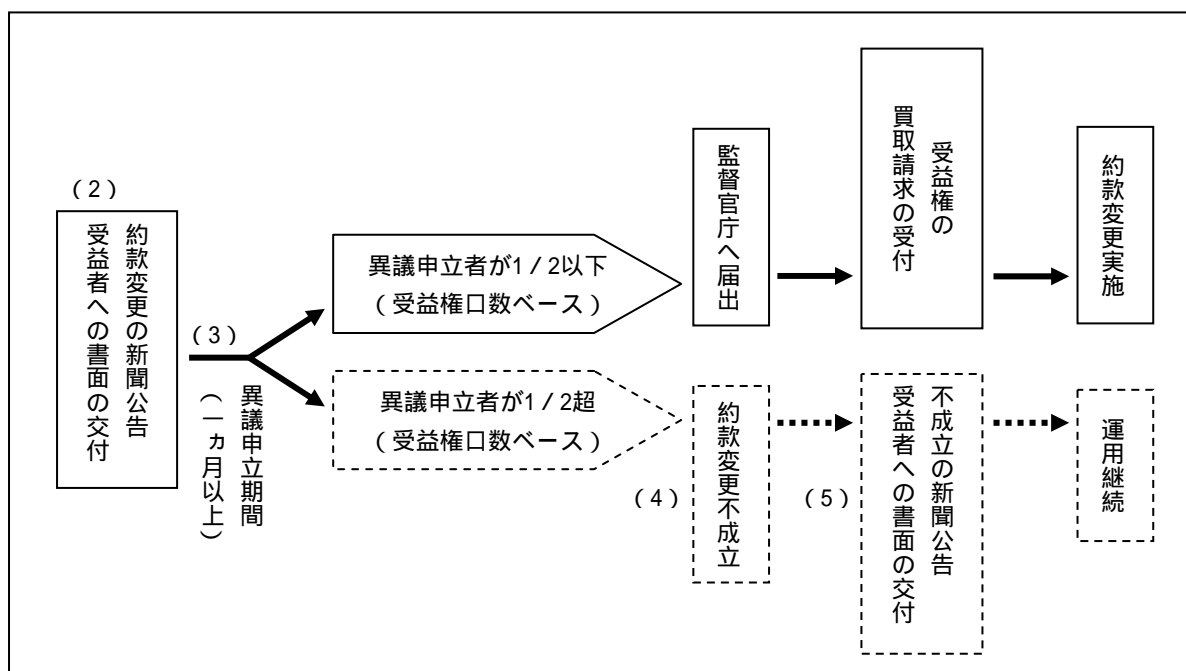 （２）
約款変更の新聞公告
受益者への書面の交付
（３）
異議申立期間
（一ヵ月以上）
異議申立者が1／2以下
（受益権口数ベース）
監督官庁へ届出
受益権の
買取請求の受付
約款変更実施
異議申立者が1／2超
（受益権口数ベース）
（４）
約款変更不成立
（５）
不成立の新聞公告
受益者への書面の交付
運用継続